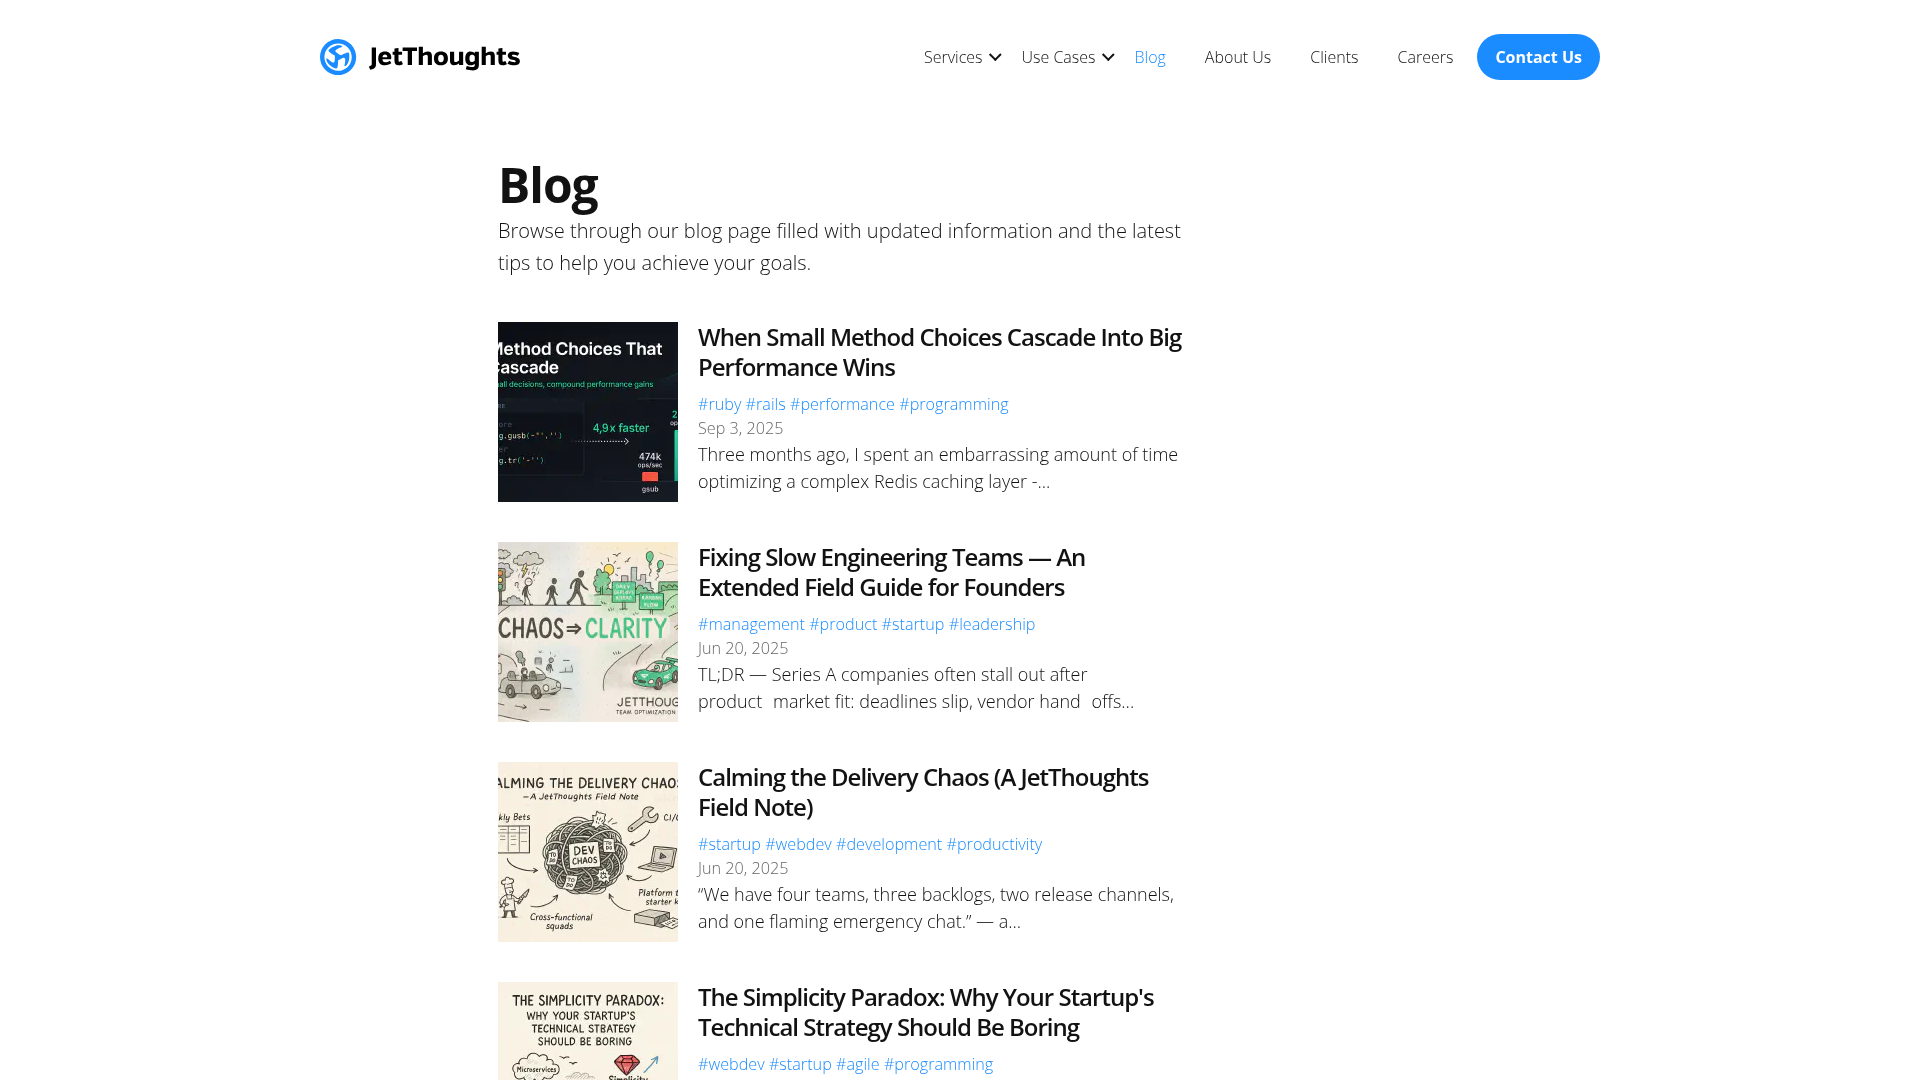 JetThoughts
Services
Use Cases
Blog
About Us
Clients
Careers
Contact Us
Blog
Browse through our blog page filled with updated information and the latest
tips to help you achieve your goals.
Method Choices That
Cascade
small decisions, compound performance gains
4,9x faster
g.gusb(-"','')
g.tr('-'')
474k
ops/sec
gsub
When Small Method Choices Cascade Into Big
Performance Wins
#ruby #rails #performance #programming
Sep 3, 2025
Three months ago, I spent an embarrassing amount of time
optimizing a complex Redis caching layer -...
CHAOS⇒CLARITY
JETTHOUG
TEAM OPTIMIZATION
Fixing Slow Engineering Teams — An
Extended Field Guide for Founders
#management #product #startup #leadership
Jun 20, 2025
TL;DR — Series A companies often stall out after
product market fit: deadlines slip, vendor hand offs...
ALMING THE DELIVERY CHAOS
—A JetThoughts Field Note
kly Bets
CI/C
TO DO
DEV
CHAOS
TO DO
TO DO
Platform t
starter k
Cross-functional
squads
Calming the Delivery Chaos (A JetThoughts
Field Note)
#startup #webdev #development #productivity
Jun 20, 2025
“We have four teams, three backlogs, two release channels,
and one flaming emergency chat.” — a...
THE SIMPLICITY PARADOX:
WHY YOUR STARTUP'S
TECHNICAL STRATEGY
SHOULD BE BORING
Microservices
Simplicity
The Simplicity Paradox: Why Your Startup's
Technical Strategy Should Be Boring
#webdev #startup #agile #programming